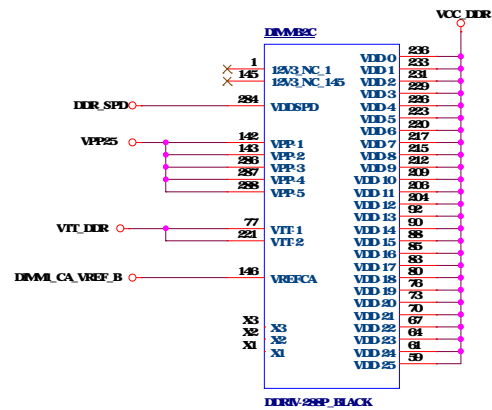 VCC_DDR
DIMMB2C
1 12V3_NC_1 VDD-0 236
145 12V3_NC_145 VDD-1 233
VDD-2 231
VDD-3 229
DDR_SPD 284 VDDSPD VDD-4 226
VDD-5 223
VDD-6 220
VPP25 142 VPP-1 VDD-7 217
143 VPP-2 VDD-8 215
286 VPP-3 VDD-9 212
287 VPP-4 VDD-10 209
288 VPP-5 VDD-11 206
VDD-12 204
VDD-13 92
VTT_DDR 77 VTT-1 VDD-14 90
221 VTT-2 VDD-15 88
VDD-16 85
VDD-17 83
DIMM1_CA_VREF_B 146 VREFCA VDD-18 80
VDD-19 76
VDD-20 73
VDD-21 70
X3 X3 VDD-22 67
X2 X2 VDD-23 64
X1 X1 VDD-24 61
VDD-25 59
DDRIV-288P_BLACK